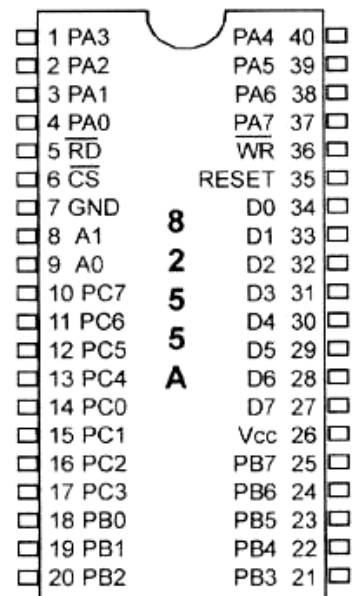 1 PA3 PA4 40
2 PA2 PA5 39
3 PA1 PA6 38
4 PA0 PA7 37
5 R̅D̅ W̅R̅ 36
6 C̅S̅ RESET 35
7 GND D0 34
8 A1 D1 33
9 A0 D2 32
10 PC7 D3 31
11 PC6 D4 30
12 PC5 D5 29
13 PC4 D6 28
14 PC0 D7 27
15 PC1 Vcc 26
16 PC2 PB7 25
17 PC3 PB6 24
18 PB0 PB5 23
19 PB1 PB4 22
20 PB2 PB3 21
8
2
5
5
A